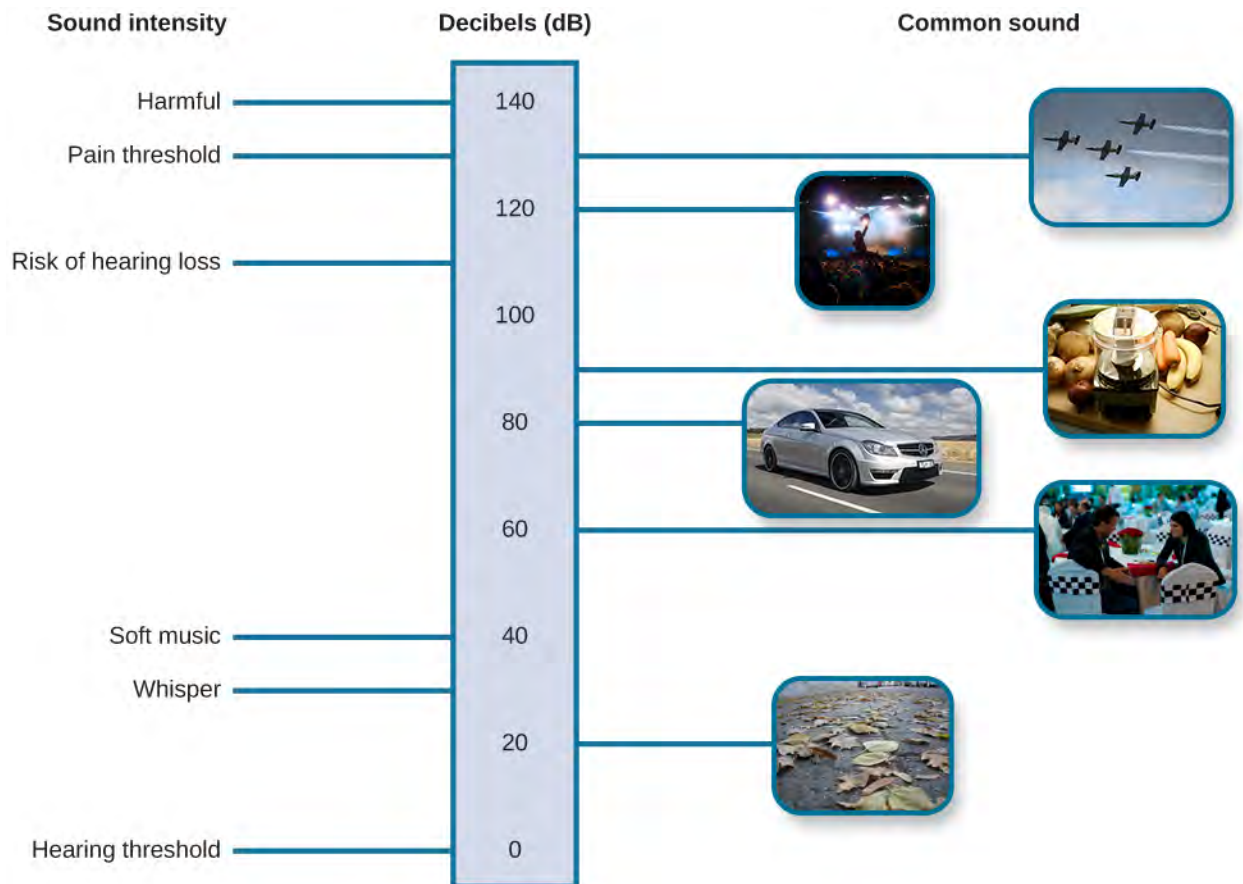 Sound intensity
Decibels (dB)
Common sound
Harmful
140
Pain threshold
120
Risk of hearing loss
100
80
60
Soft music
40
Whisper
20
Hearing threshold
0